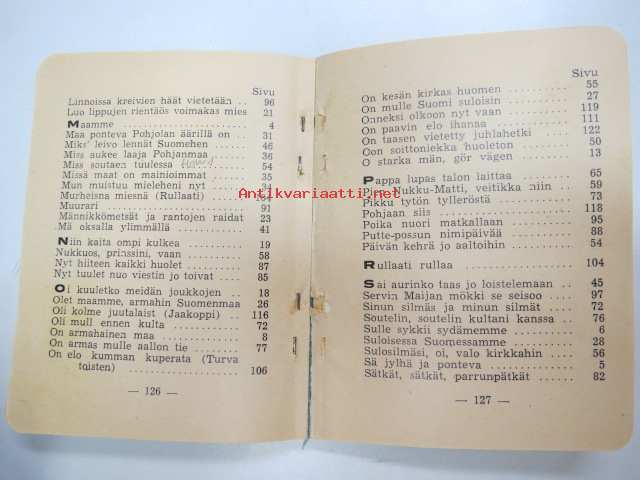 Sivu
Linnoissa kreivien häät vietetään .. 96
Luo lippujen rientäös voimakas mies 21
Maamme ................ 4
Maa ponteva Pohjolan äärillä on .. 31
Miks' leivo lennät Suomehen .... 46
Miss aukee laaja Pohjanmaa .... 36
Miss soutaen tuulessa ........ 54
Missä maat on mainioimmat .... 35
Mun muistuu mieleheni nyt .... 34
Murheisna miesnä (Rullaati) ....
Muurari ................ 91
Männikkömetsät ja rantojen raidat 23
Mä oksalla ylimmällä .......... 41
Niin kaita ompi kulkea ........ 19
Nukkuos, prinssini, vaan ........ 58
Nyt hiiteen kaikki huolet ........ 87
Nyt tuulet nuo viestin jo toivat .... 85
Oi kuuletko meidän joukkojen .... 18
Olet maamme, armahin Suomenmaa 26
Oli kolme juutalaist (Jaakoppi) .... 116
Oli mull ennen kulta .......... 72
On armahainen maa .......... 8
On armas mulle aallon tie ...... 77
On elo kumman kuperata (Turva
toisten) .................. 106
— 126 —
Sivu
On kesän kirkas huomen ........ 55
On mulle Suomi suloisin ........ 27
Onneksi olkoon nyt vaan ........ 119
On paavin elo ihanaa .......... 111
On taasen vietetty juhlahetki .... 122
Oon soittoniekka huoleton ...... 50
O starka män, gör vägen ........ 13
Pappa lupas talon laittaa ........ 65
Pieni Nukku-Matti, veitikka niin .. 59
Pikku tytön tylleröstä .......... 73
Pohjaan siis ................ 118
Poika nuori matkallaan ........ 95
Putte-possun nimipäivää ........ 88
Päivän kehrä jo aaltoihin ........ 54
Rullaati rullaa .............. 104
Sai aurinko taas jo loistelemaan .. 45
Servin Maijan mökki se seisoo .... 97
Sinun silmäs ja minun silmät .... 72
Soutelin, soutelin kultani kanssa .. 76
Sulle sykkii sydämemme ........ 6
Suloisessa Suomessamme ........ 28
Sulosilmäsi, oi, valo kirkkahin .... 56
Sä jylhä ja ponteva ............ 5
Sätkät, sätkät, parrunpätkät ...... 82
— 127 —
Antikvariaatti.net